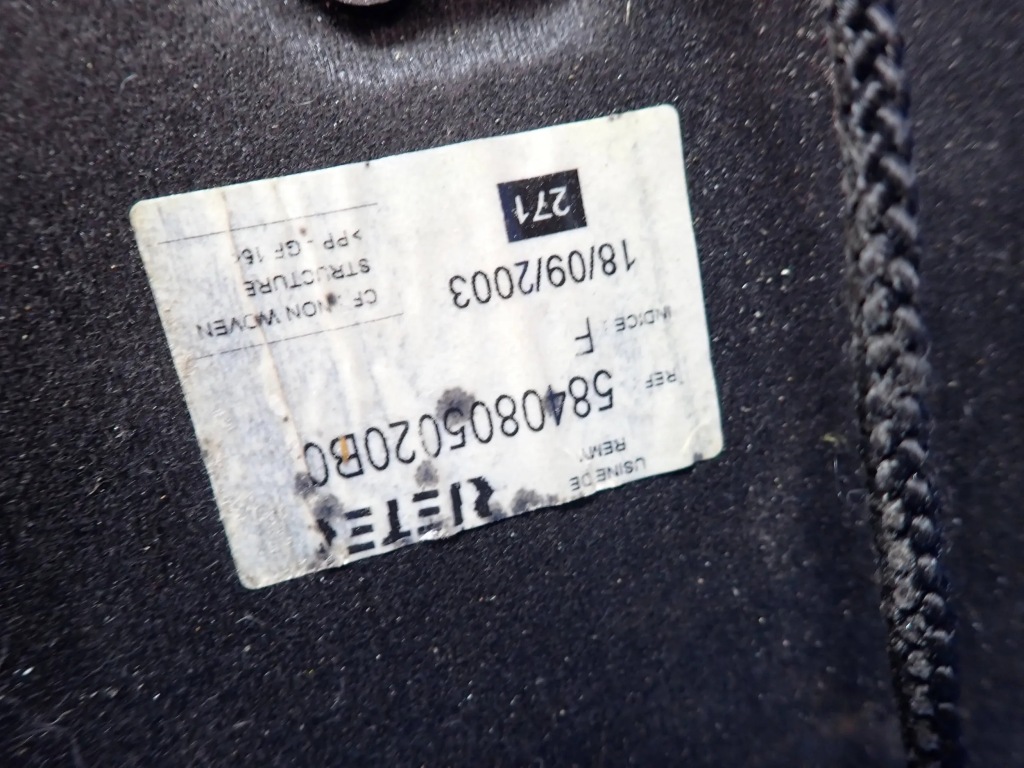 RIETER
USINE DE
REMY
REF :
5840805020B0
INDICE : F
18/09/2003
271
CF : NON WOVEN
STRUCTURE
>PP - GF 16